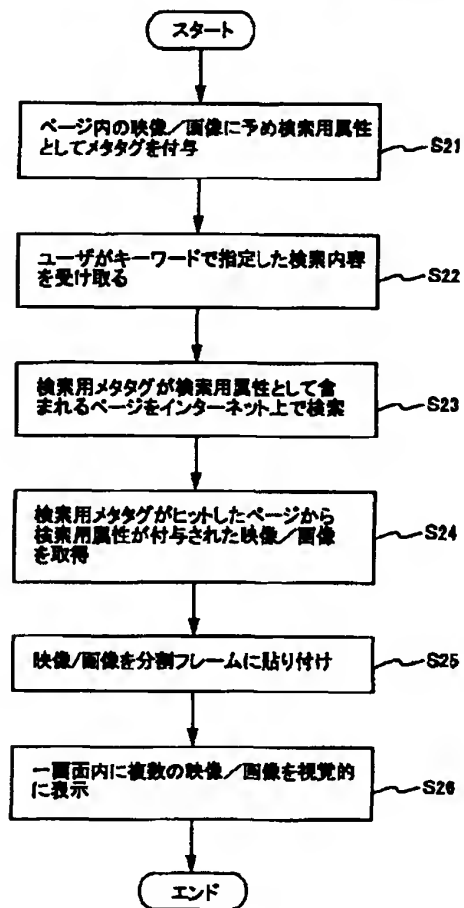 スタート
ページ内の映像／画像に予め検索用属性
としてメタタグを付与
S21
ユーザがキーワードで指定した検索内容
を受け取る
S22
検索用メタタグが検索用属性として含
まれるページをインターネット上で検索
S23
検索用メタタグがヒットしたページから
検索用属性が付与された映像／画像
を取得
S24
映像/画像を分割フレームに貼り付け
S25
一画面内に複数の映像／画像を視覚的
に表示
S26
エンド